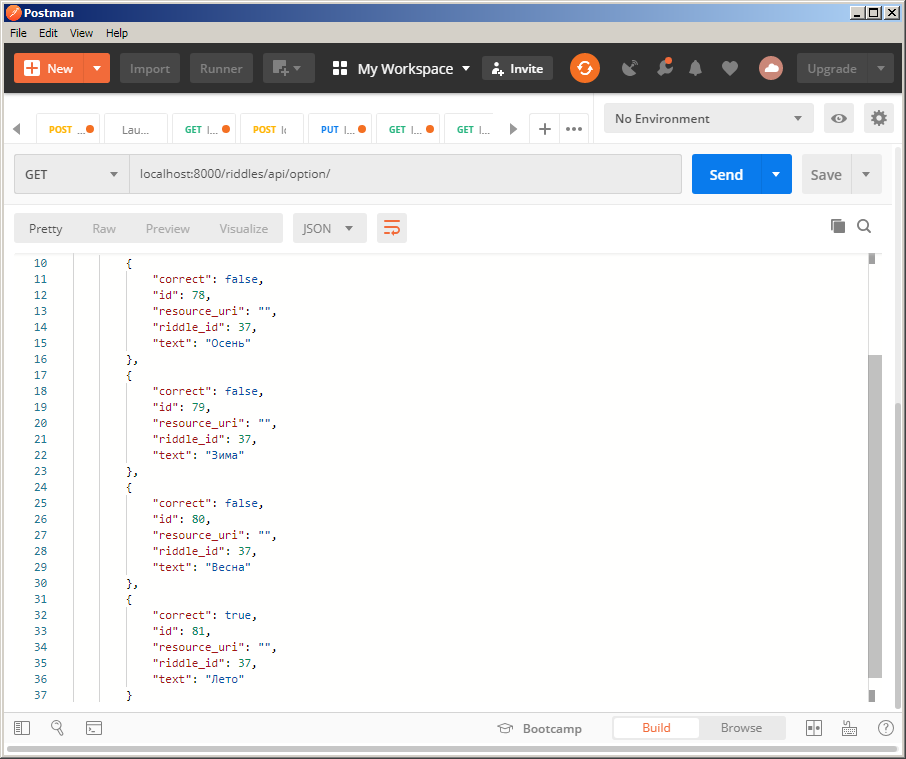 Postman
File Edit View Help
New Import Runner My Workspace Invite Upgrade
POST ... Lau... GET l... POST PUT l... GET l... GET l... No Environment
GET localhost:8000/riddles/api/option/ Send Save
Pretty Raw Preview Visualize JSON
10 {
11 "correct": false,
12 "id": 78,
13 "resource_uri": "",
14 "riddle_id": 37,
15 "text": "Осень"
16 },
17 {
18 "correct": false,
19 "id": 79,
20 "resource_uri": "",
21 "riddle_id": 37,
22 "text": "Зима"
23 },
24 {
25 "correct": false,
26 "id": 80,
27 "resource_uri": "",
28 "riddle_id": 37,
29 "text": "Весна"
30 },
31 {
32 "correct": true,
33 "id": 81,
34 "resource_uri": "",
35 "riddle_id": 37,
36 "text": "Лето"
37 }
Bootcamp Build Browse